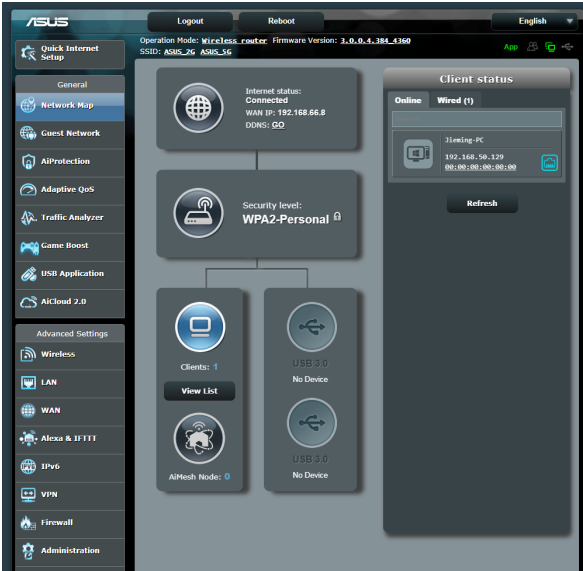 ASUS
Logout
Reboot
English
Quick Internet
Setup
Operation Mode: Wireless router Firmware Version: 3.0.0.4.384_4360
SSID: ASUS_2G ASUS_5G
App
General
Network Map
Guest Network
AiProtection
Adaptive QoS
Traffic Analyzer
Game Boost
USB Application
AiCloud 2.0
Advanced Settings
Wireless
LAN
WAN
Alexa & IFTTT
IPv6
VPN
Firewall
Administration
Internet status:
Connected
WAN IP: 192.168.66.8
DDNS: GO
Security level:
WPA2-Personal
Clients: 1
View List
AiMesh Node: 0
USB 3.0
No Device
USB 3.0
No Device
Client status
Online
Wired (1)
Jieming-PC
192.168.50.129
00:00:00:00:00:00
Refresh